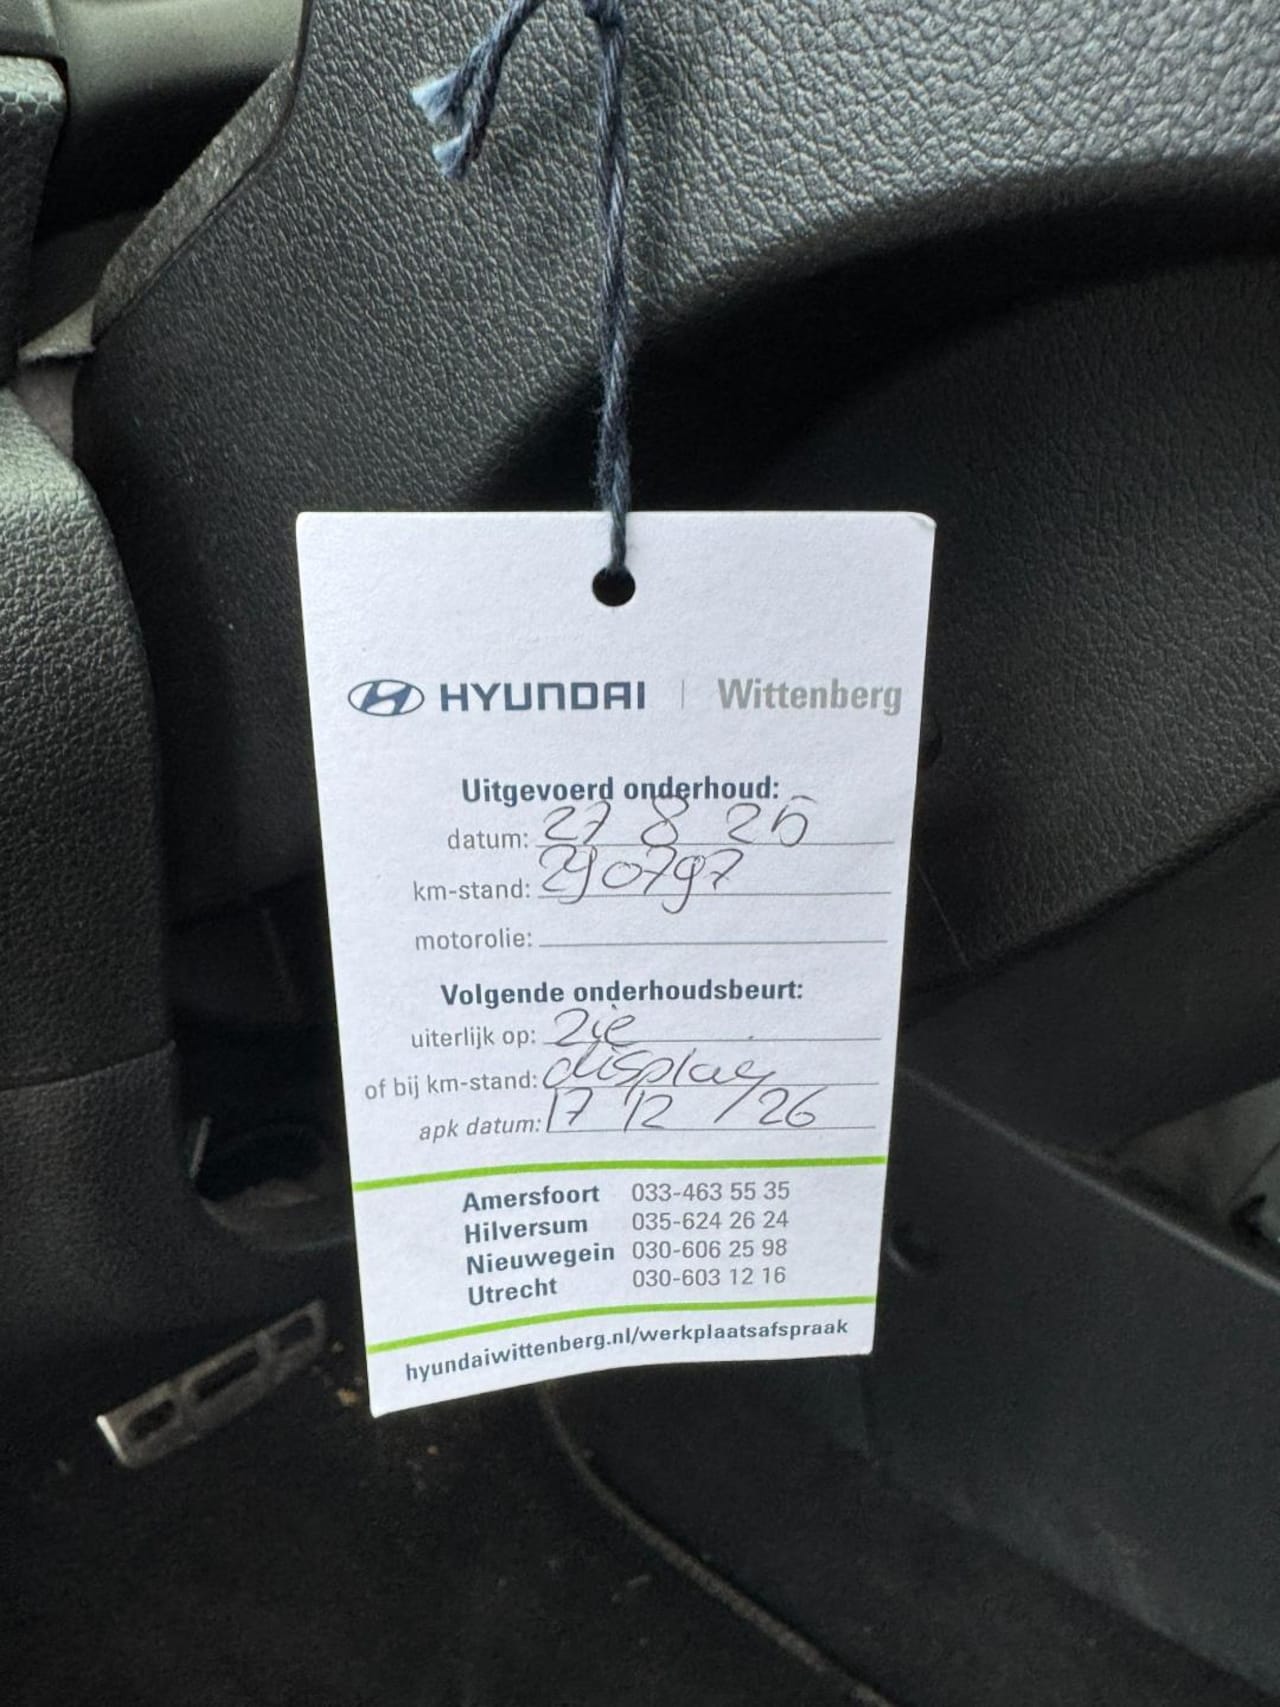 HYUNDAI | Wittenberg
Uitgevoerd onderhoud:
datum: 27 8 25
km-stand: 290797
motorolie:
Volgende onderhoudsbeurt:
uiterlijk op: Zie
of bij km-stand: display
apk datum: 17 12 /26
Amersfoort 033-463 55 35
Hilversum 035-624 26 24
Nieuwegein 030-606 25 98
Utrecht 030-603 12 16
hyundaiwittenberg.nl/werkplaatsafspraak